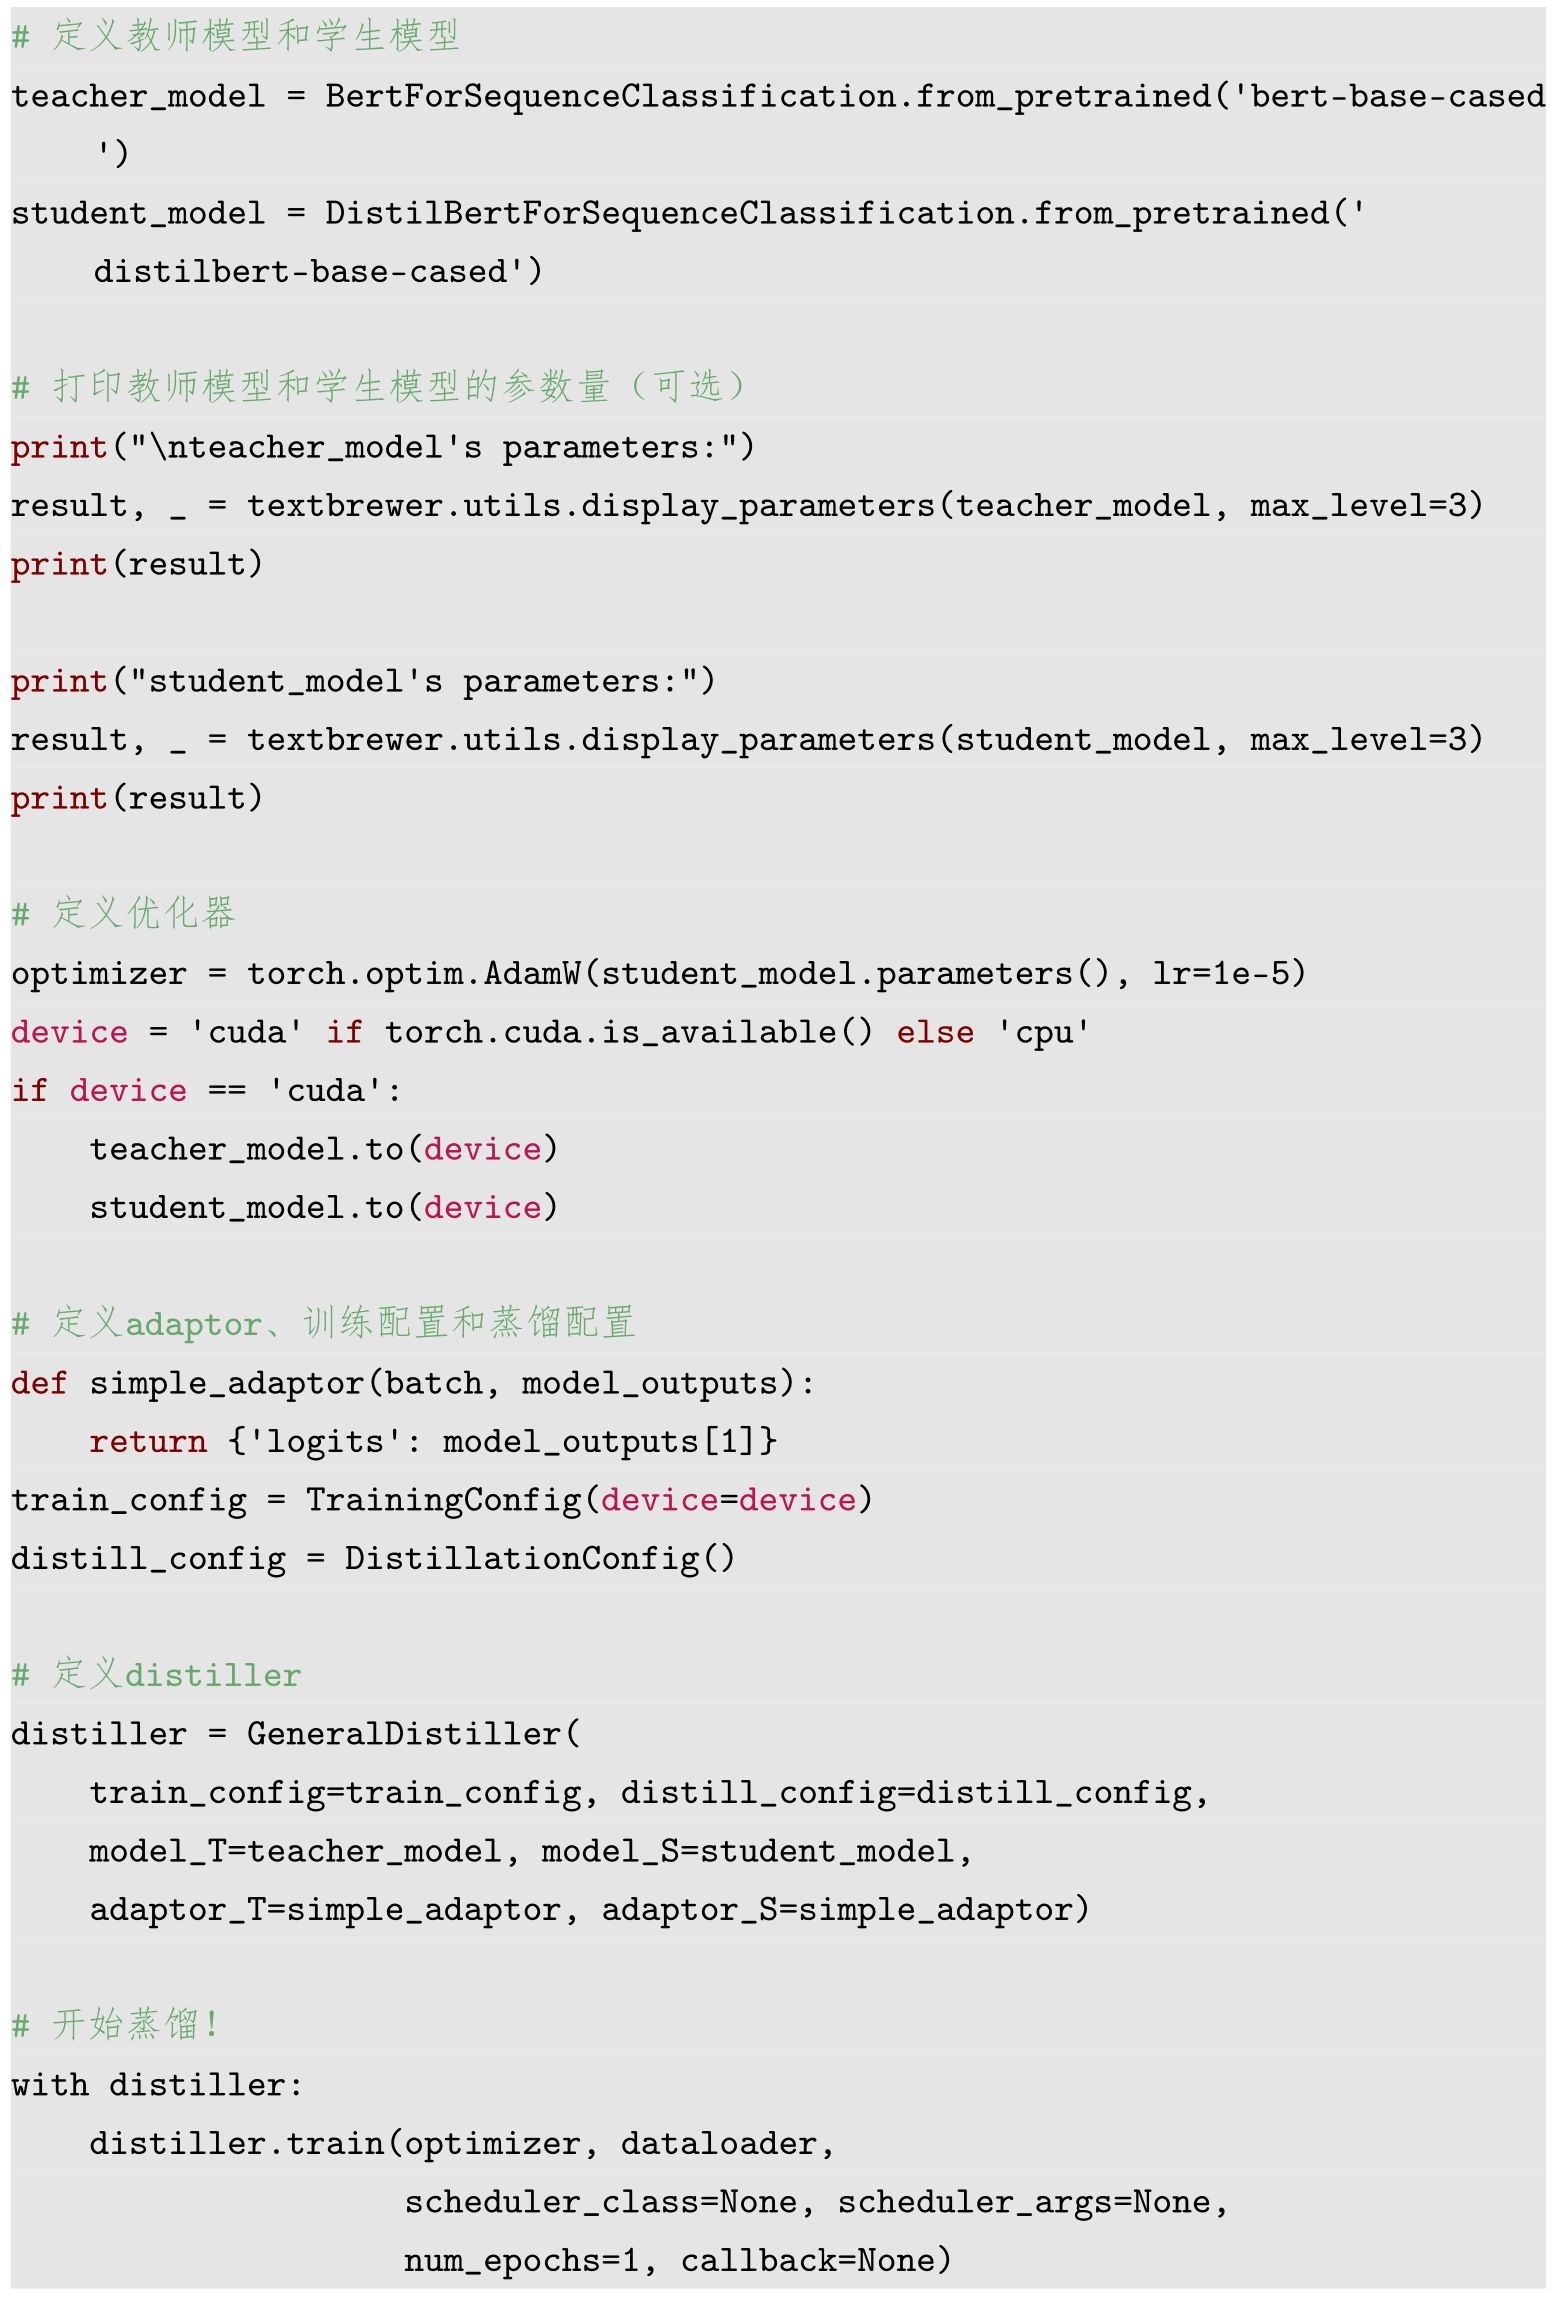 # 定义教师模型和学生模型
teacher_model = BertForSequenceClassification.from_pretrained('bert-base-cased
    ')
student_model = DistilBertForSequenceClassification.from_pretrained('
    distilbert-base-cased')

# 打印教师模型和学生模型的参数量（可选）
print("\nteacher_model's parameters:")
result, _ = textbrewer.utils.display_parameters(teacher_model, max_level=3)
print(result)

print("student_model's parameters:")
result, _ = textbrewer.utils.display_parameters(student_model, max_level=3)
print(result)

# 定义优化器
optimizer = torch.optim.AdamW(student_model.parameters(), lr=1e-5)
device = 'cuda' if torch.cuda.is_available() else 'cpu'
if device == 'cuda':
    teacher_model.to(device)
    student_model.to(device)

# 定义adaptor、训练配置和蒸馏配置
def simple_adaptor(batch, model_outputs):
    return {'logits': model_outputs[1]}
train_config = TrainingConfig(device=device)
distill_config = DistillationConfig()

# 定义distiller
distiller = GeneralDistiller(
    train_config=train_config, distill_config=distill_config,
    model_T=teacher_model, model_S=student_model,
    adaptor_T=simple_adaptor, adaptor_S=simple_adaptor)

# 开始蒸馏！
with distiller:
    distiller.train(optimizer, dataloader,
                    scheduler_class=None, scheduler_args=None,
                    num_epochs=1, callback=None)